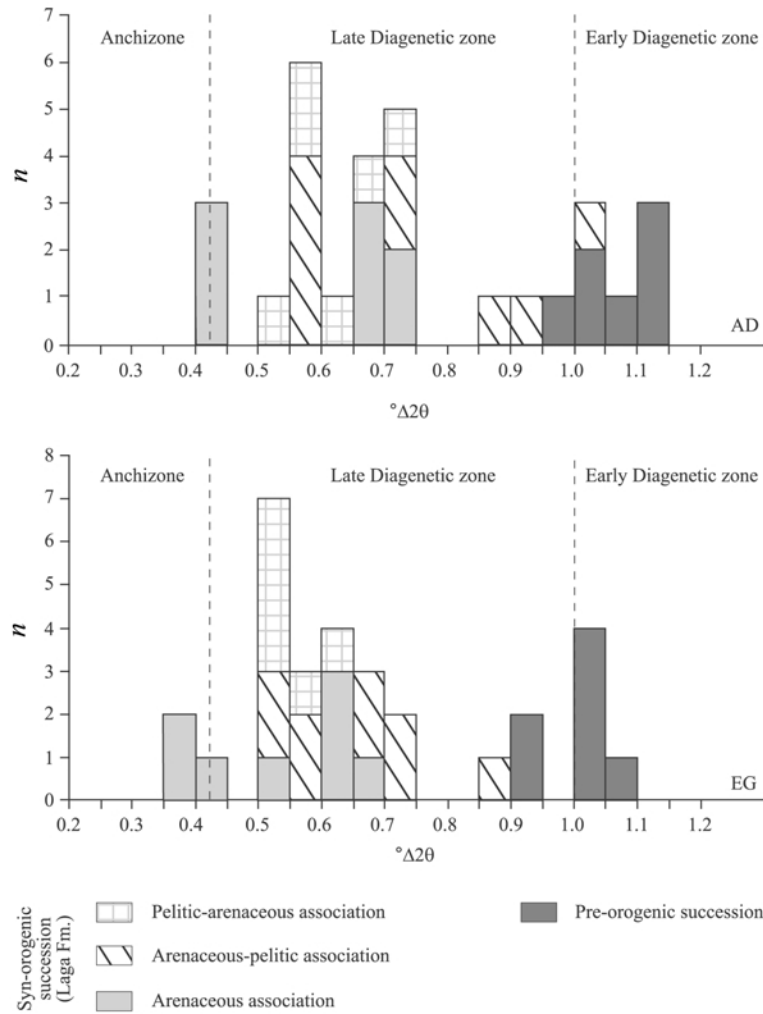 7
Anchizone Late Diagenetic zone Early Diagenetic zone
6
5
4
n
3
2
1
0 AD
0.2 0.3 0.4 0.5 0.6 0.7 0.8 0.9 1.0 1.1 1.2
°Δ2θ
8
Anchizone Late Diagenetic zone Early Diagenetic zone
7
6
5
n
4
3
2
1
0 EG
0.2 0.3 0.4 0.5 0.6 0.7 0.8 0.9 1.0 1.1 1.2
°Δ2θ
Syn-orogenic
succession
(Laga Fm.)
Pelitic-arenaceous association
Arenaceous-pelitic association
Arenaceous association
Pre-orogenic succession